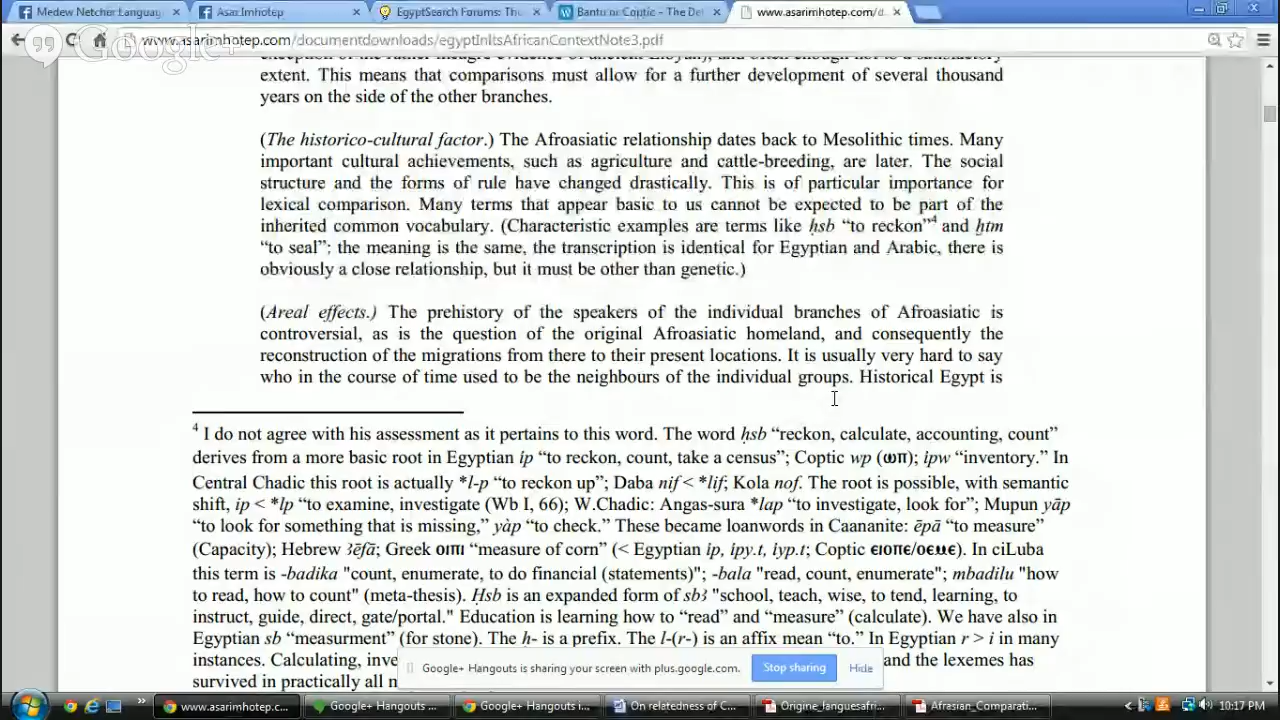 Medew Netcher Languag
Asar Imhotep
EgyptSearch Forums: Th
Bantu or Coptic – The De
www.asarimhotep.com/d
www.asarimhotep.com/documentdownloads/egyptInItsAfricanContextNote3.pdf
Google+
extent. This means that comparisons must allow for a further development of several thousand
years on the side of the other branches.
(The historico-cultural factor.) The Afroasiatic relationship dates back to Mesolithic times. Many
important cultural achievements, such as agriculture and cattle-breeding, are later. The social
structure and the forms of rule have changed drastically. This is of particular importance for
lexical comparison. Many terms that appear basic to us cannot be expected to be part of the
inherited common vocabulary. (Characteristic examples are terms like ḥsb “to reckon”⁴ and ḫtm
“to seal”; the meaning is the same, the transcription is identical for Egyptian and Arabic, there is
obviously a close relationship, but it must be other than genetic.)
(Areal effects.) The prehistory of the speakers of the individual branches of Afroasiatic is
controversial, as is the question of the original Afroasiatic homeland, and consequently the
reconstruction of the migrations from there to their present locations. It is usually very hard to say
who in the course of time used to be the neighbours of the individual groups. Historical Egypt is
⁴ I do not agree with his assessment as it pertains to this word. The word ḥsb “reckon, calculate, accounting, count”
derives from a more basic root in Egyptian ip “to reckon, count, take a census”; Coptic wp (ωπ); ipw “inventory.” In
Central Chadic this root is actually *l-p “to reckon up”; Daba nif < *lif; Kola nof. The root is possible, with semantic
shift, ip < *lp “to examine, investigate (Wb I, 66); W.Chadic: Angas-sura *lap “to investigate, look for”; Mupun yāp
“to look for something that is missing,” yàp “to check.” These became loanwords in Caananite: ēpā “to measure”
(Capacity); Hebrew ʒēfā; Greek οιπι “measure of corn” (< Egyptian ip, ipy.t, iyp.t; Coptic ειοπε/οειπε). In ciLuba
this term is -badika "count, enumerate, to do financial (statements)"; -bala "read, count, enumerate"; mbadilu "how
to read, how to count" (meta-thesis). Ḥsb is an expanded form of sbʒ "school, teach, wise, to tend, learning, to
instruct, guide, direct, gate/portal." Education is learning how to “read” and “measure” (calculate). We have also in
Egyptian sb “measurment” (for stone). The ḥ- is a prefix. The l-(r-) is an affix mean “to.” In Egyptian r > i in many
instances. Calculating, inve and the lexemes has
survived in practically all
Google+ Hangouts is sharing your screen with plus.google.com.
Stop sharing
Hide
www.asarimhotep.c...
Google+ Hangouts ...
Google+ Hangouts i...
On relatedness of C...
Origine_languesafri...
Afresian_Comparati...
10:17 PM